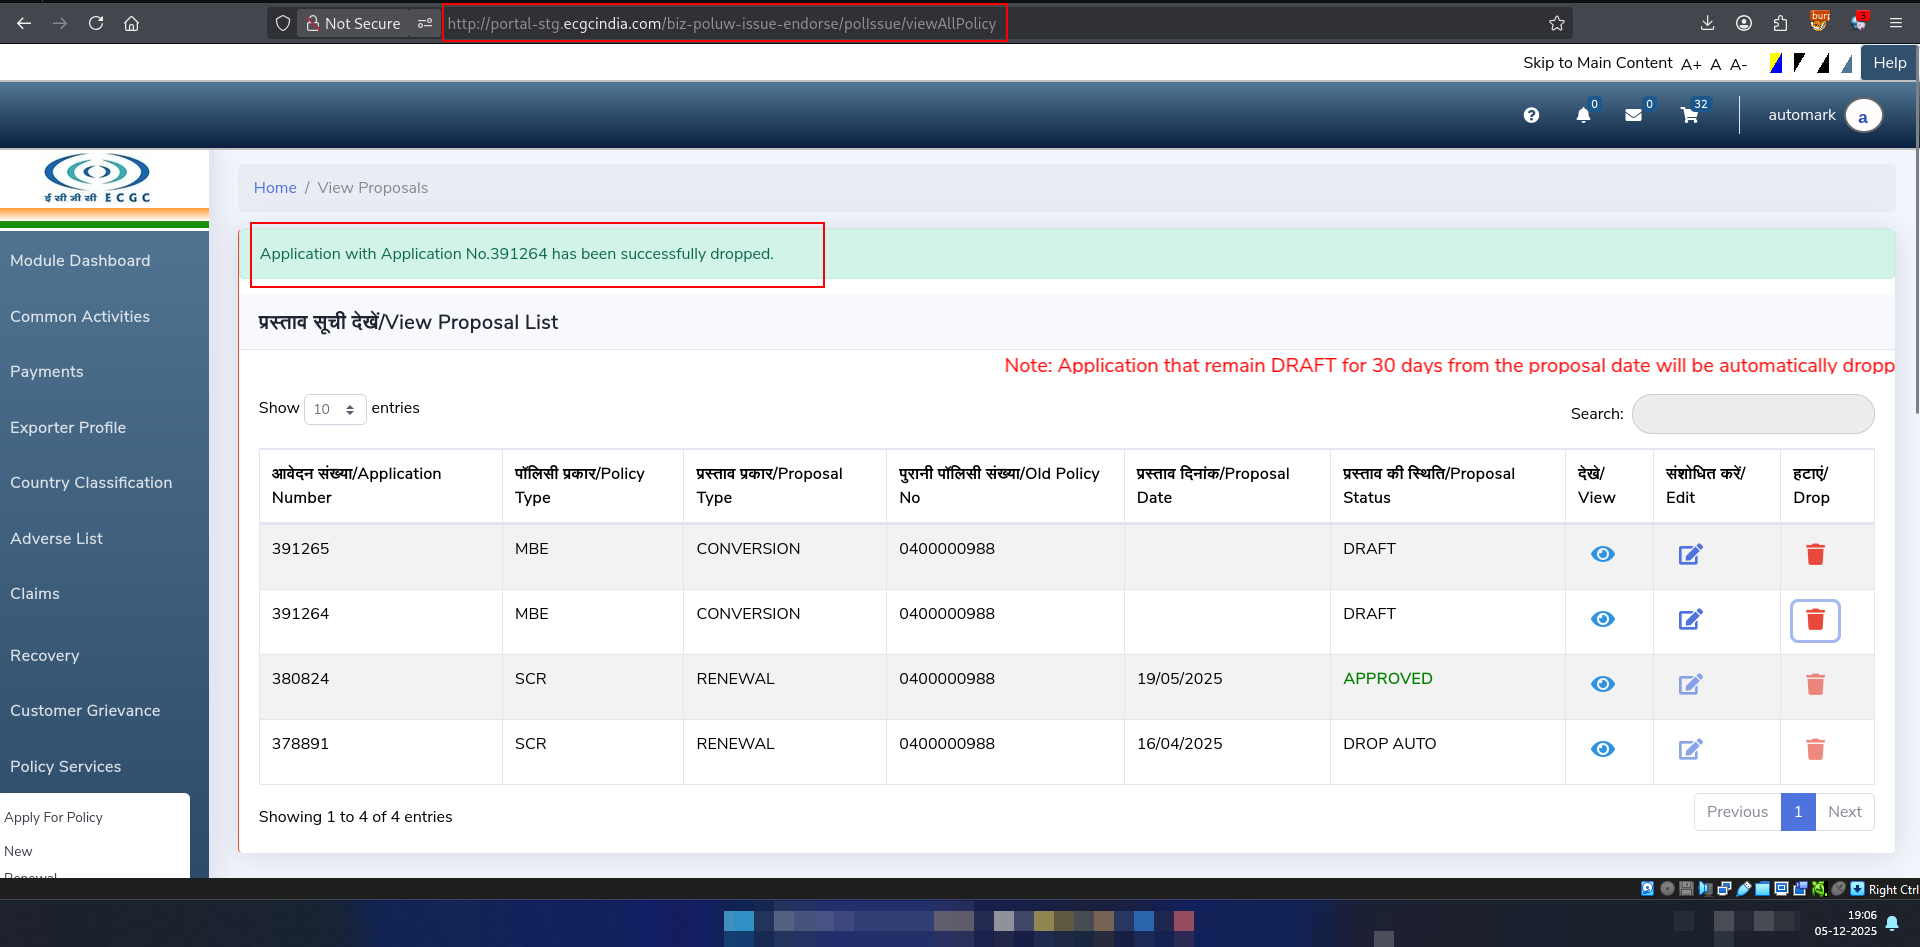 Not Secure
http://portal-stg.ecgcindia.com/biz-poluw-issue-endorse/polIssue/viewAllPolicy
burp
3
Skip to Main Content A+ A A-
Help
0
0
32
automark
a
ई सी जी सी E C G C
Home / View Proposals
Module Dashboard
Common Activities
Payments
Exporter Profile
Country Classification
Adverse List
Claims
Recovery
Customer Grievance
Policy Services
Apply For Policy
New
Renewal
Application with Application No.391264 has been successfully dropped.
प्रस्ताव सूची देखें/View Proposal List
Note: Application that remain DRAFT for 30 days from the proposal date will be automatically dropp
Show 10 entries
Search:
आवेदन संख्या/Application Number
पॉलिसी प्रकार/Policy Type
प्रस्ताव प्रकार/Proposal Type
पुरानी पॉलिसी संख्या/Old Policy No
प्रस्ताव दिनांक/Proposal Date
प्रस्ताव की स्थिति/Proposal Status
देखे/ View
संशोधित करें/ Edit
हटाएं/ Drop
391265 MBE CONVERSION 0400000988 DRAFT
391264 MBE CONVERSION 0400000988 DRAFT
380824 SCR RENEWAL 0400000988 19/05/2025 APPROVED
378891 SCR RENEWAL 0400000988 16/04/2025 DROP AUTO
Showing 1 to 4 of 4 entries
Previous 1 Next
Right Ctrl
19:06
05-12-2025